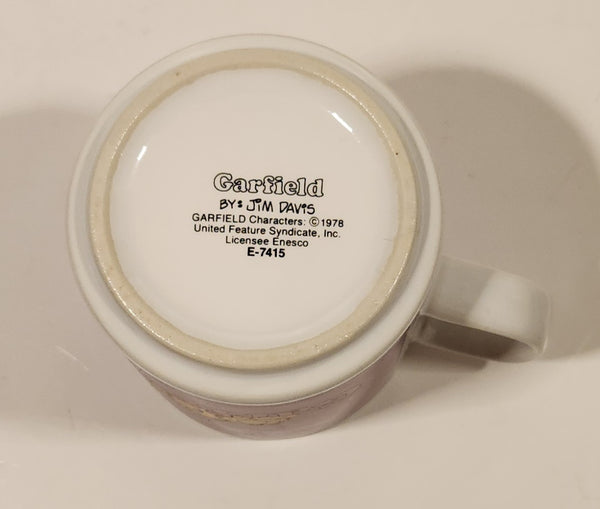 Garfield
BY: JIM DAVIS
GARFIELD Characters: ©1978
United Feature Syndicate, Inc.
Licensee Enesco
E-7415